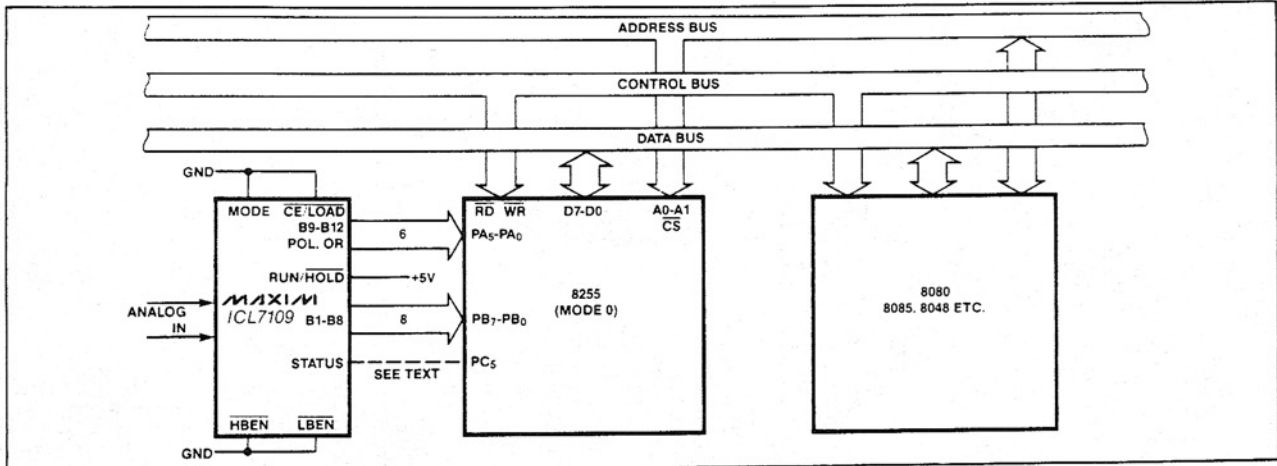 ADDRESS BUS
CONTROL BUS
DATA BUS
GND
MODE CE/LOAD
B9-B12
POL. OR
6
RUN/HOLD
+5V
MAXIM
ICL7109
ANALOG
IN
B1-B8
8
STATUS
SEE TEXT
HBEN LBEN
GND
RD WR D7-D0 A0-A1
CS
PA5-PA0
PB7-PB0
PC5
8255
(MODE 0)
8080
8085. 8048 ETC.